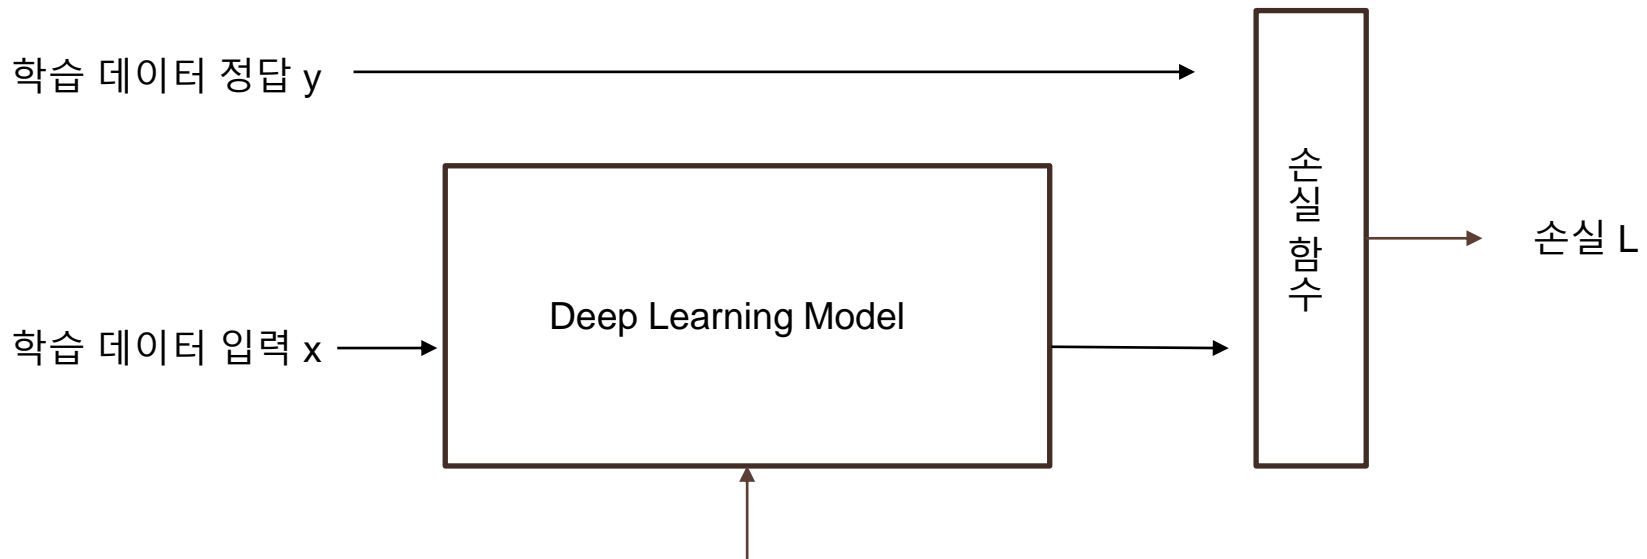 학습 데이터 정답 y
손실 함수
손실 L
Deep Learning Model
학습 데이터 입력 x